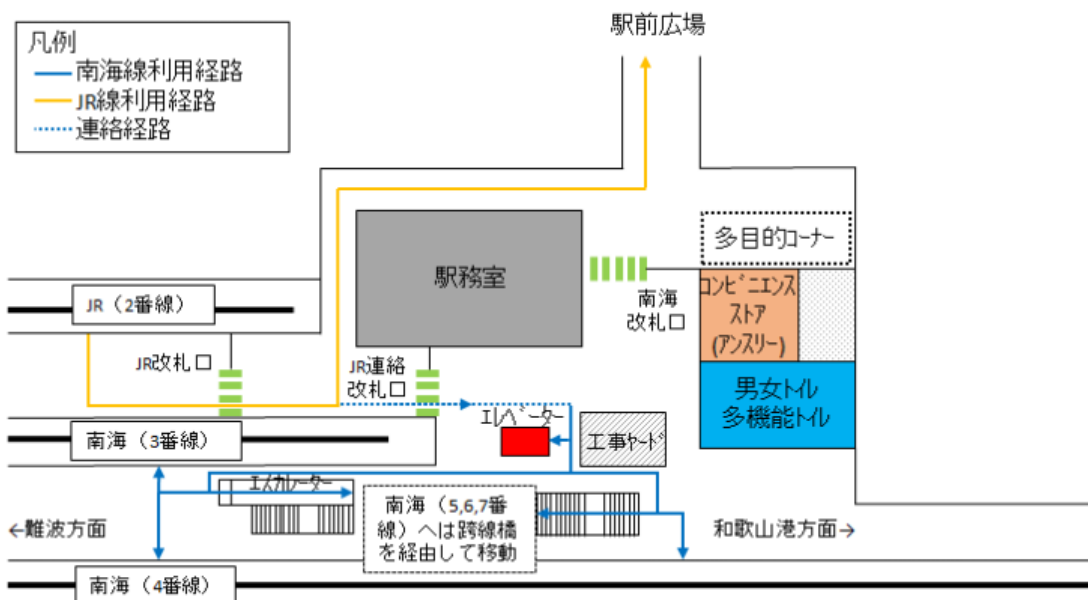 駅前広場
凡例
南海線利用経路
JR線利用経路
連絡経路
多目的コーナー
駅務室
コンビニエンス
ストア
(アンスリー)
南海
改札口
JR（2番線）
JR改札口
JR連絡
改札口
男女トイレ
多機能トイレ
エレベーター
工事ヤード
南海（3番線）
エスカレーター
南海（5,6,7番
線）へは跨線橋
を経由して移動
←難波方面
和歌山港方面→
南海（4番線）